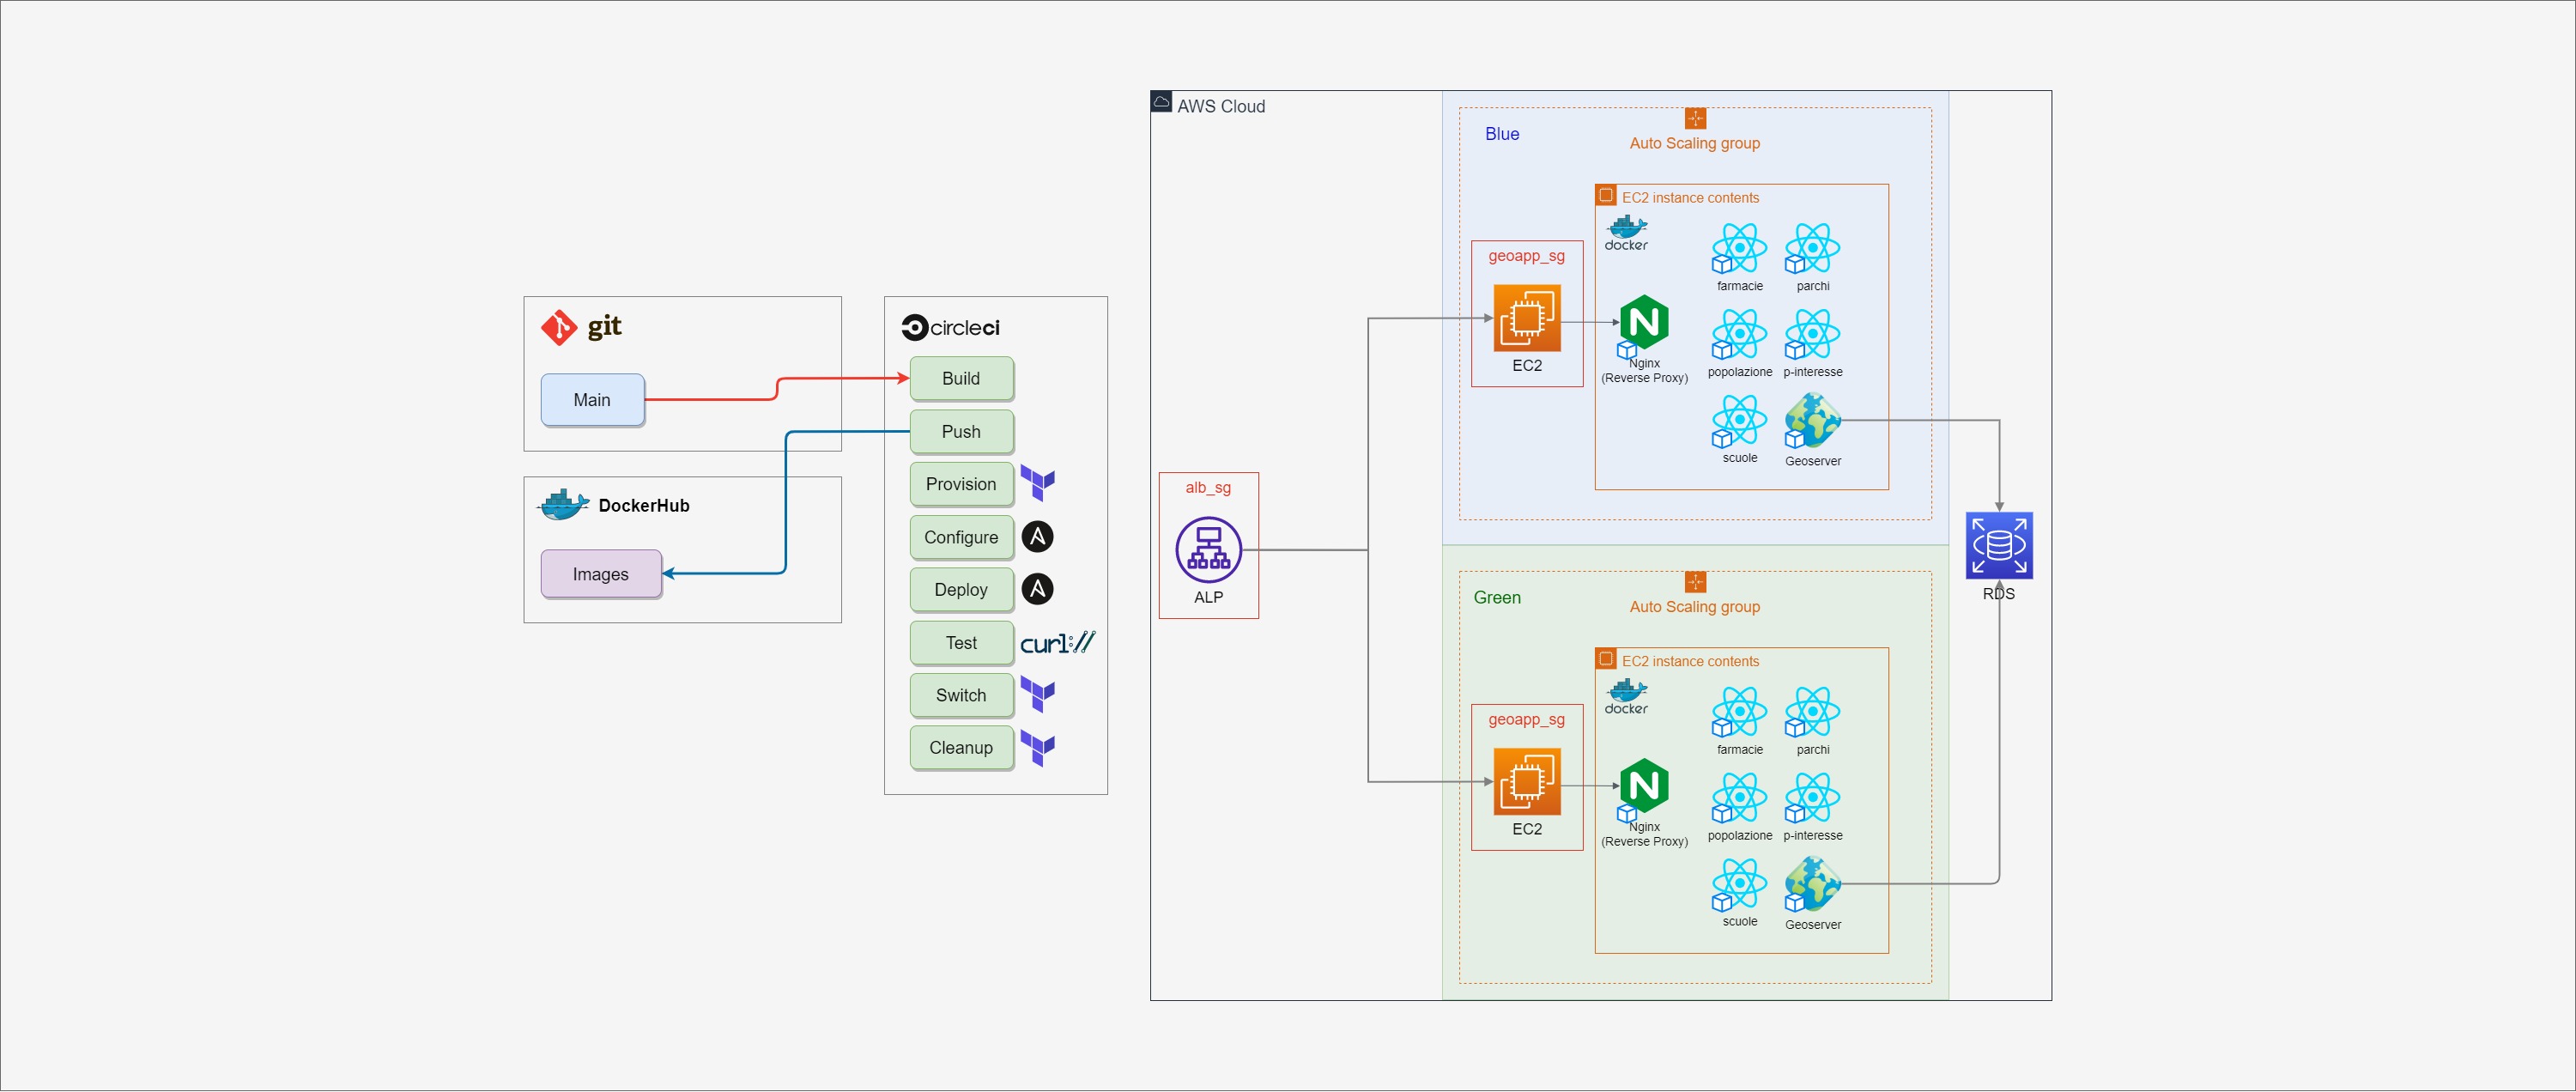 git
Main
DockerHub
Images
circleci
Build
Push
Provision
Configure
Deploy
Test
curl://
Switch
Cleanup
AWS Cloud
alb_sg
ALP
Blue
Auto Scaling group
EC2 instance contents
docker
geoapp_sg
EC2
N
Nginx
(Reverse Proxy)
farmacie
parchi
popolazione
p-interesse
scuole
Geoserver
Green
Auto Scaling group
EC2 instance contents
docker
geoapp_sg
EC2
N
Nginx
(Reverse Proxy)
farmacie
parchi
popolazione
p-interesse
scuole
Geoserver
RDS